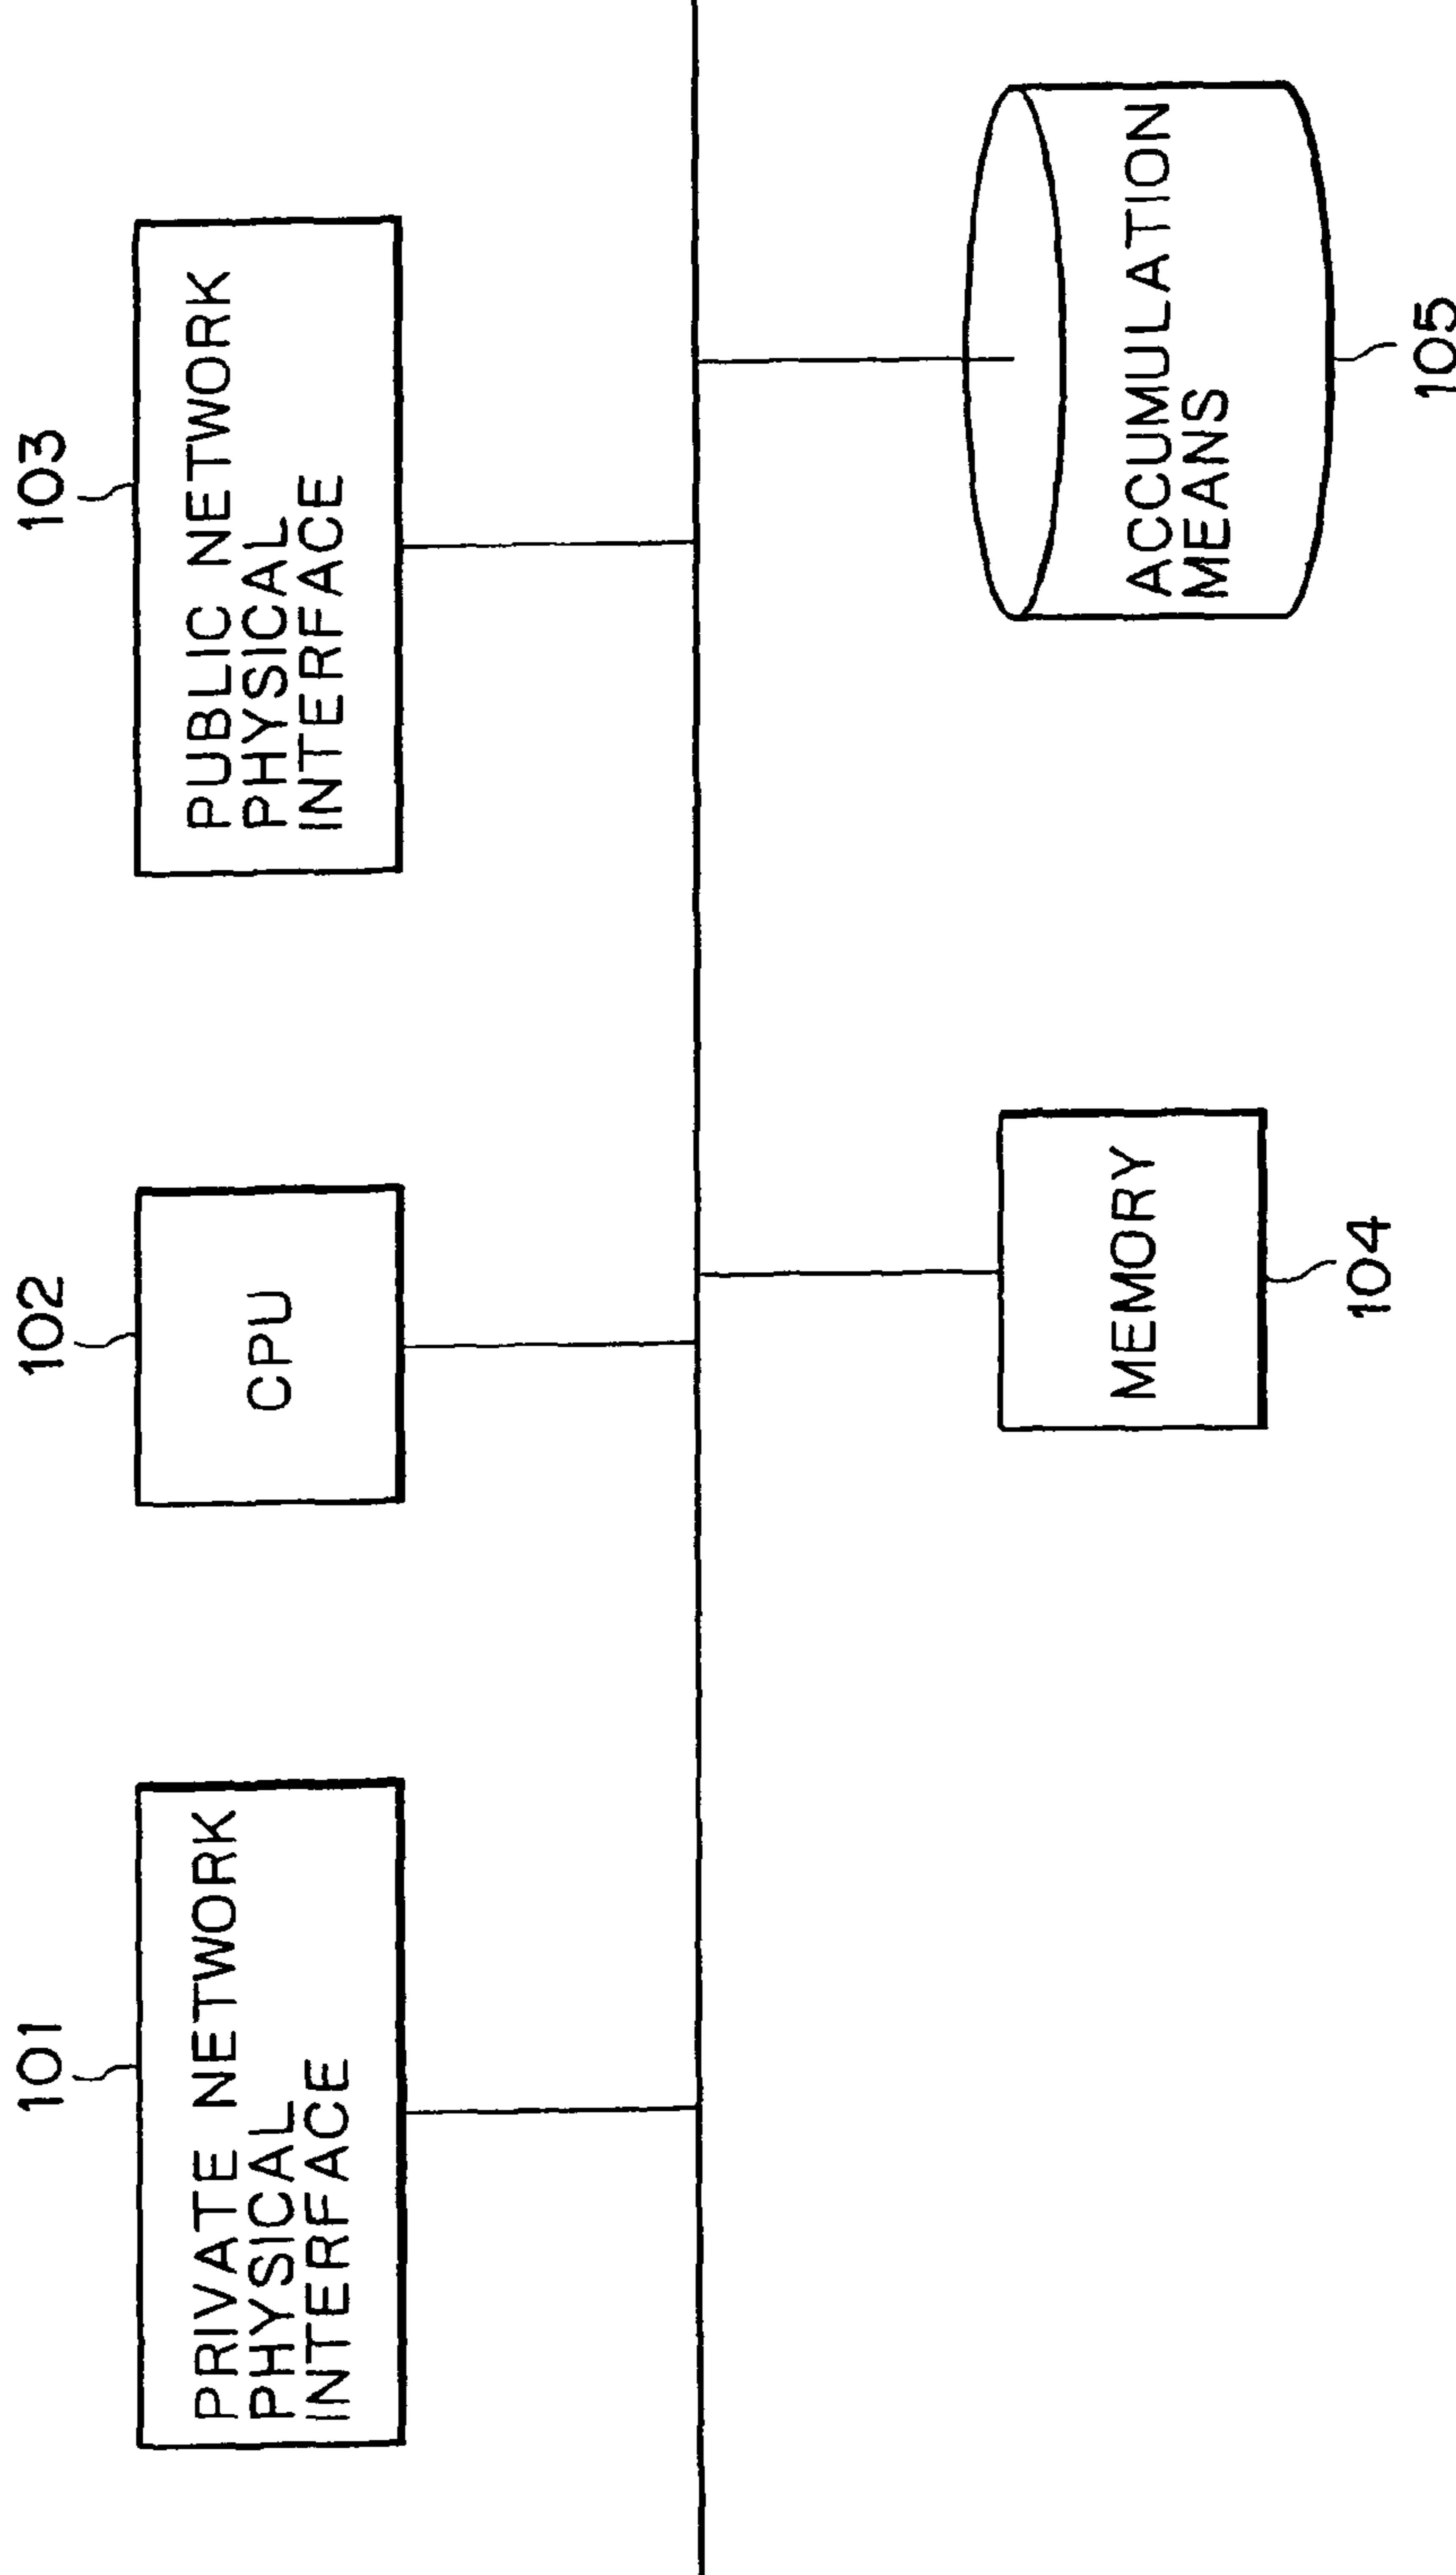 101
PRIVATE NETWORK
PHYSICAL
INTERFACE
102
CPU
103
PUBLIC NETWORK
PHYSICAL
INTERFACE
MEMORY
104
ACCUMULATION
MEANS
105